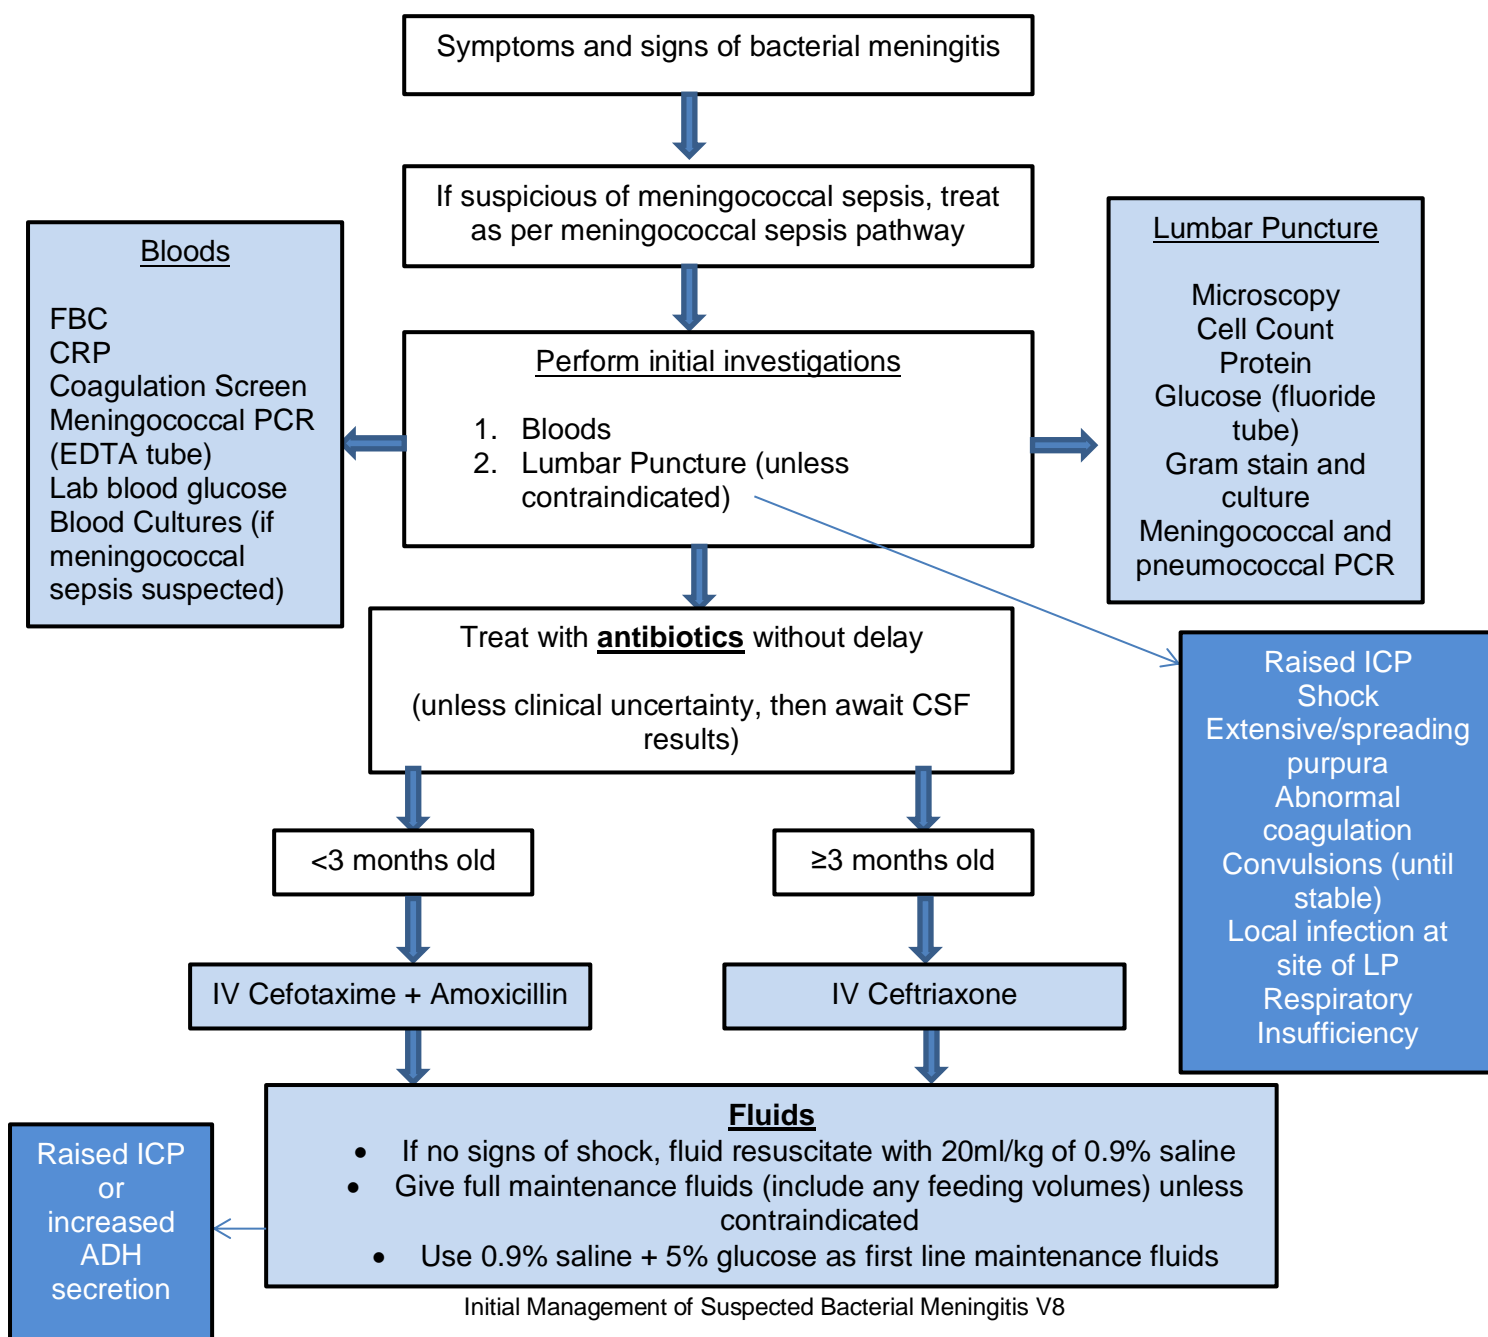 Symptoms and signs of bacterial meningitis
If suspicious of meningococcal sepsis, treat
as per meningococcal sepsis pathway
Bloods
FBC
CRP
Coagulation Screen
Meningococcal PCR
(EDTA tube)
Lab blood glucose
Blood Cultures (if
meningococcal
sepsis suspected)
Perform initial investigations
1. Bloods
2. Lumbar Puncture (unless
contraindicated)
Lumbar Puncture
Microscopy
Cell Count
Protein
Glucose (fluoride
tube)
Gram stain and
culture
Meningococcal and
pneumococcal PCR
Raised ICP
Shock
Extensive/spreading
purpura
Abnormal
coagulation
Convulsions (until
stable)
Local infection at
site of LP
Respiratory
Insufficiency
Treat with antibiotics without delay
(unless clinical uncertainty, then await CSF
results)
<3 months old
≥3 months old
IV Cefotaxime + Amoxicillin
IV Ceftriaxone
Fluids
• If no signs of shock, fluid resuscitate with 20ml/kg of 0.9% saline
• Give full maintenance fluids (include any feeding volumes) unless
contraindicated
• Use 0.9% saline + 5% glucose as first line maintenance fluids
Raised ICP
or
increased
ADH
secretion
Initial Management of Suspected Bacterial Meningitis V8